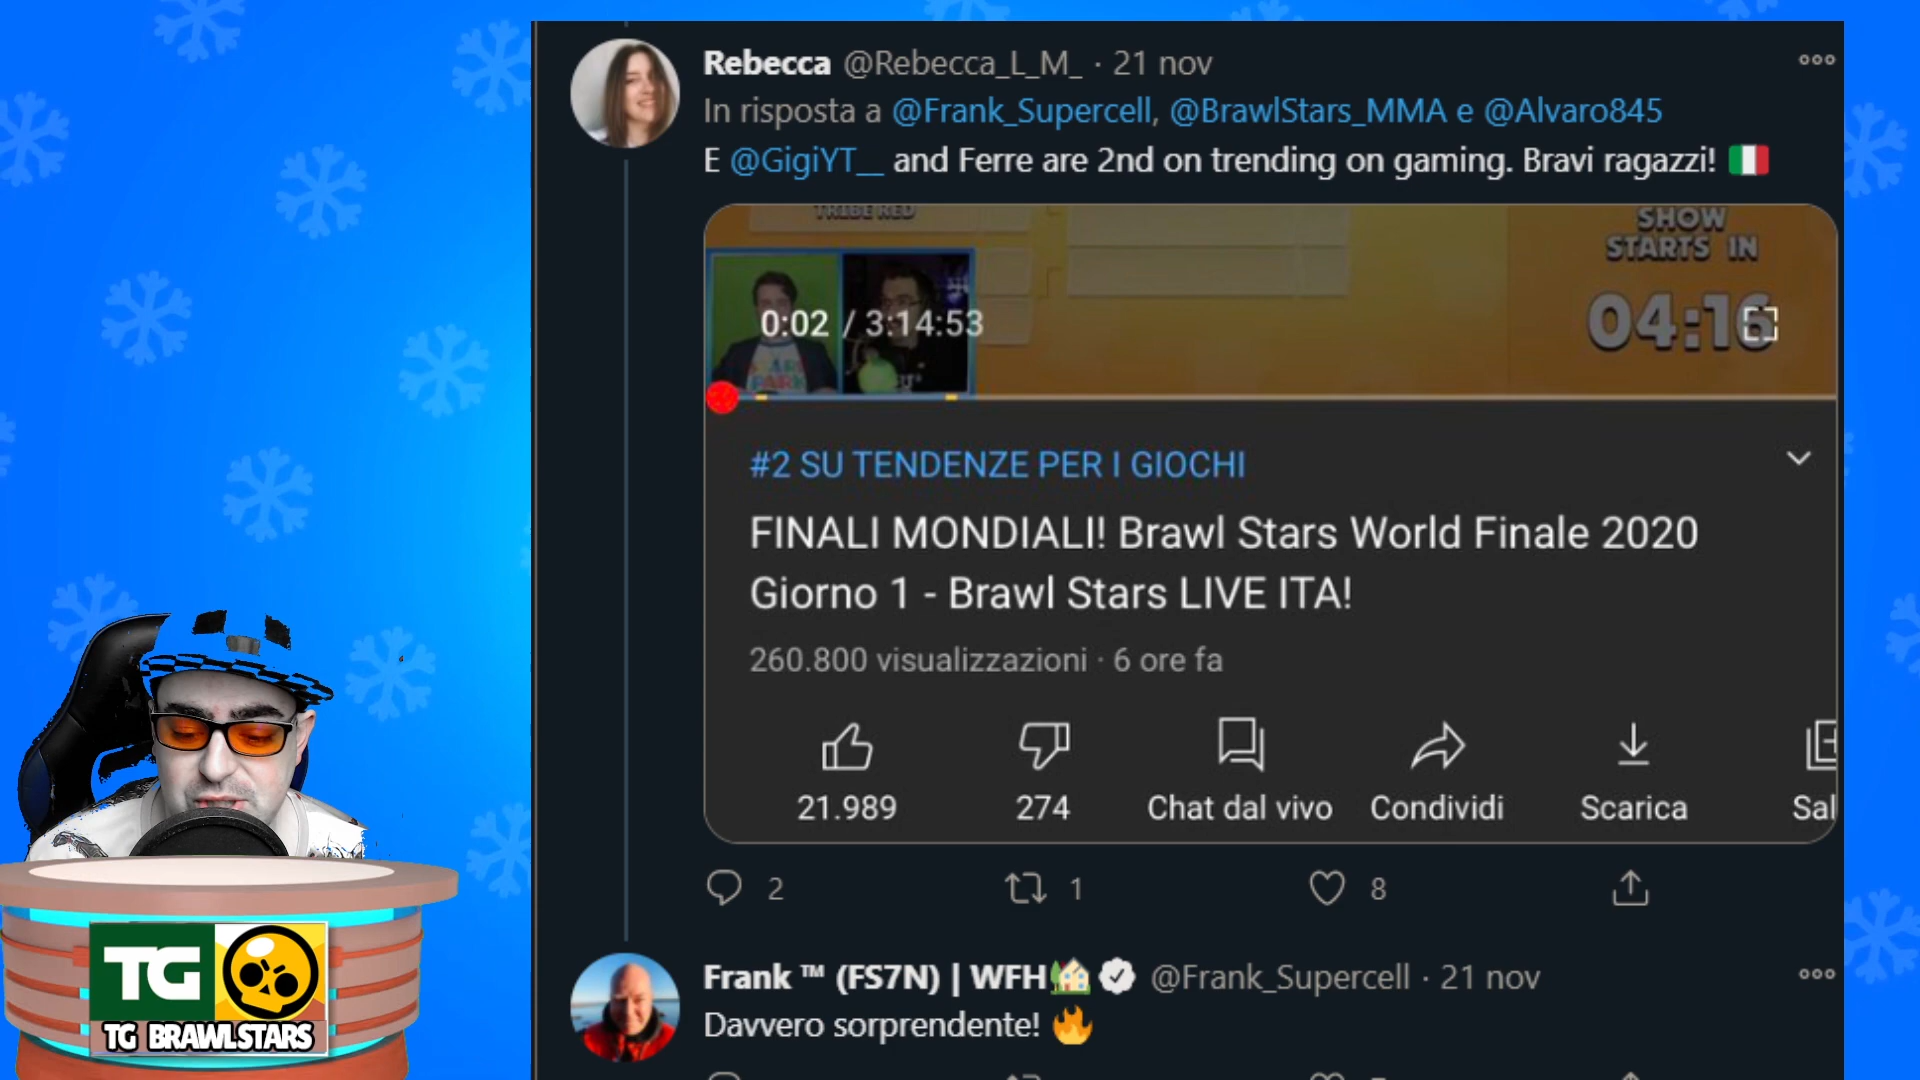 Rebecca @Rebecca_L_M_ · 21 nov
In risposta a @Frank_Supercell, @BrawlStars_MMA e @Alvaro845
E @GigiYT__ and Ferre are 2nd on trending on gaming. Bravi ragazzi! 🇮🇹
TRIBE RED
SHOW
STARTS IN
04:16
0:02 / 3:14:53
#2 SU TENDENZE PER I GIOCHI
FINALI MONDIALI! Brawl Stars World Finale 2020
Giorno 1 - Brawl Stars LIVE ITA!
260.800 visualizzazioni · 6 ore fa
21.989 274 Chat dal vivo Condividi Scarica Sal
2 1 8
Frank ™ (FS7N) | WFH🏡 @Frank_Supercell · 21 nov
Davvero sorprendente! 🔥
TG
TG BRAWLSTARS